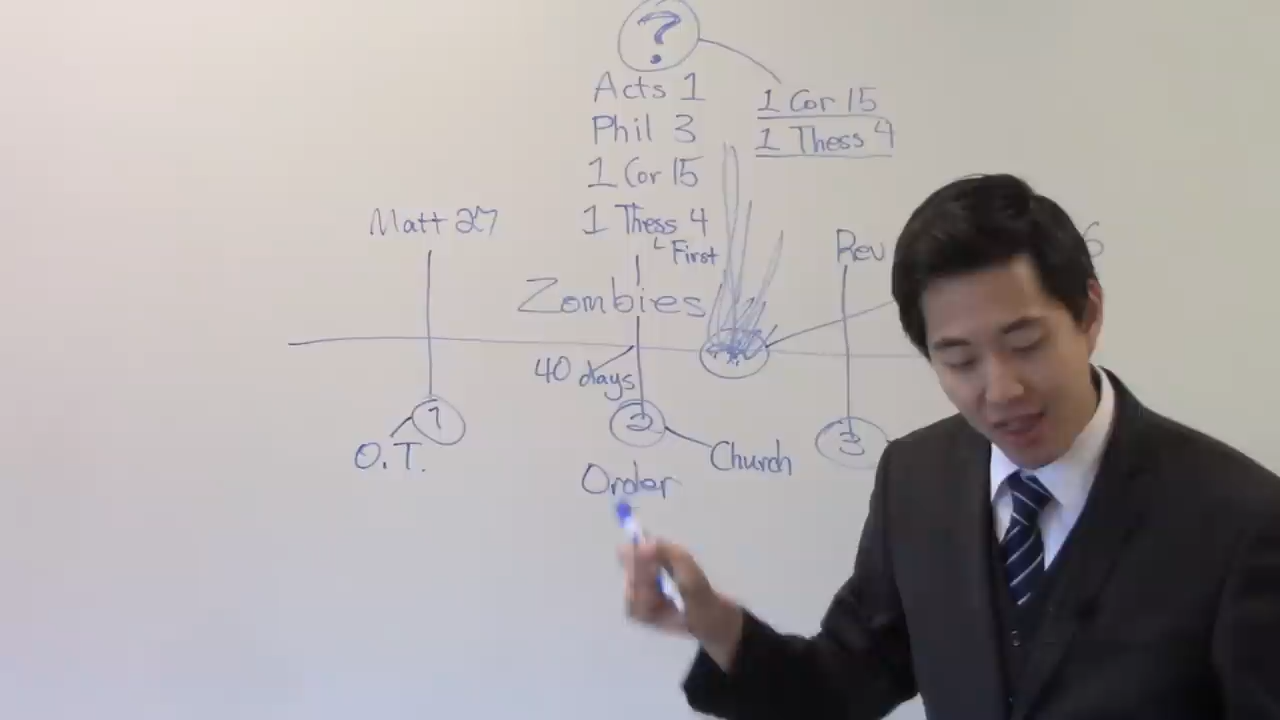 ?
Acts 1
1 Cor 15
Phil 3
1 Thess 4
1 Cor 15
Matt 27
1 Thess 4
Rev
6
First
Zombies
40 days
1
2
3
O.T.
Church
Order